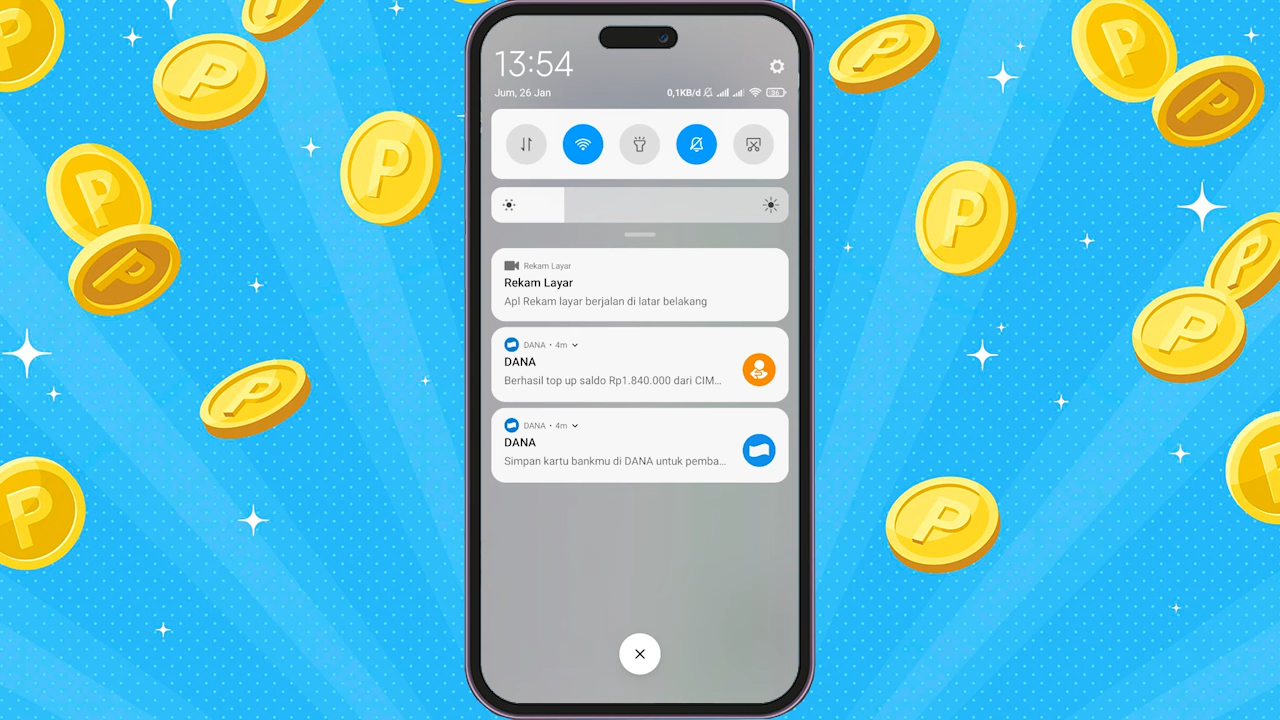 13:54
Jum, 26 Jan
0,1KB/d
36
Rekam Layar
Rekam Layar
Apl Rekam layar berjalan di latar belakang
DANA • 4m
DANA
Berhasil top up saldo Rp1.840.000 dari CIM...
DANA • 4m
DANA
Simpan kartu bankmu di DANA untuk pemba...
P
P
P
P
P
P
P
P
P
P
P
P
P
P